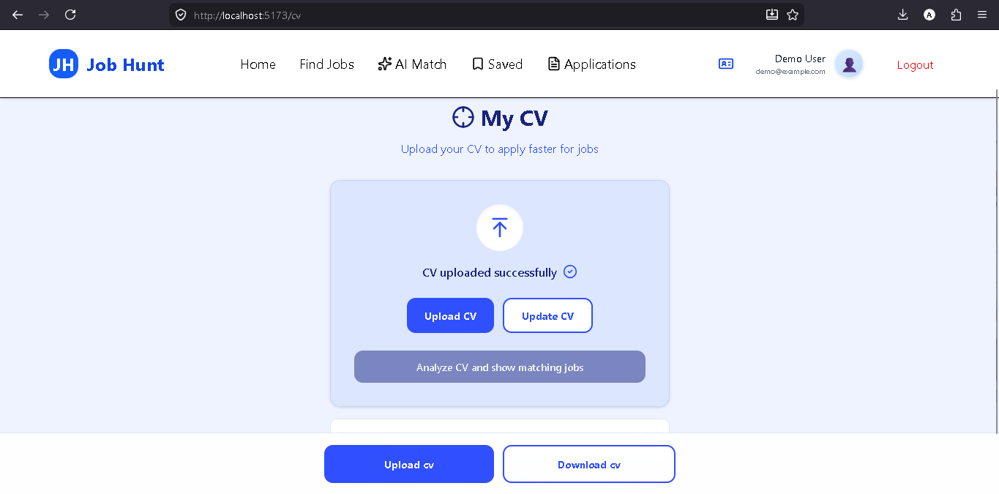 http://localhost:5173/cv
A
JH Job Hunt
Home Find Jobs AI Match Saved Applications
Demo User
demo@example.com
Logout
My CV
Upload your CV to apply faster for jobs
CV uploaded successfully
Upload CV Update CV
Analyze CV and show matching jobs
Upload cv Download cv